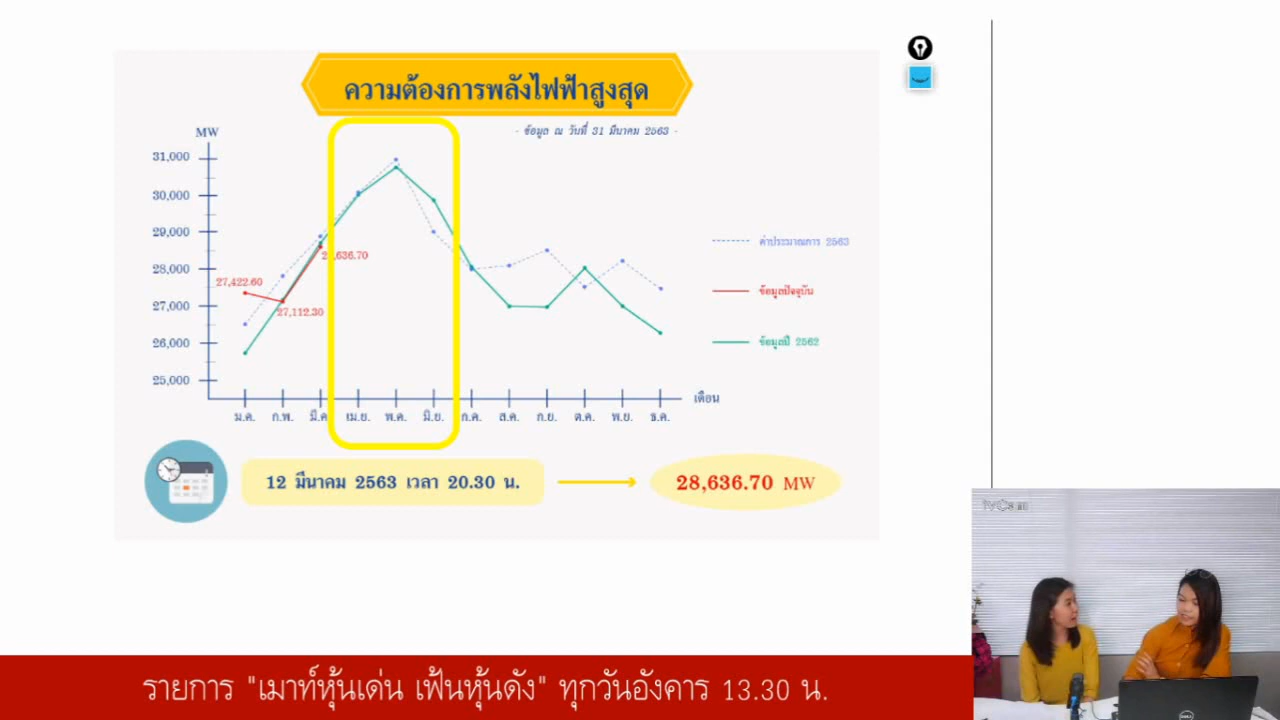 ความต้องการพลังไฟฟ้าสูงสุด
- ข้อมูล ณ วันที่ 31 มีนาคม 2563 -
MW
31,000
30,000
29,000
28,000
27,000
26,000
25,000
27,422.60
27,112.30
636.70
ค่าประมาณการ 2563
ข้อมูลปัจจุบัน
ข้อมูลปี 2562
ม.ค. ก.พ. มี.ค เม.ย. พ.ค. มิ.ย. ก.ค. ส.ค. ก.ย. ต.ค. พ.ย. ธ.ค. เดือน
12 มีนาคม 2563 เวลา 20.30 น.
28,636.70 MW
รายการ "เมาท์หุ้นเด่น เฟ้นหุ้นดัง" ทุกวันอังคาร 13.30 น.
DELL